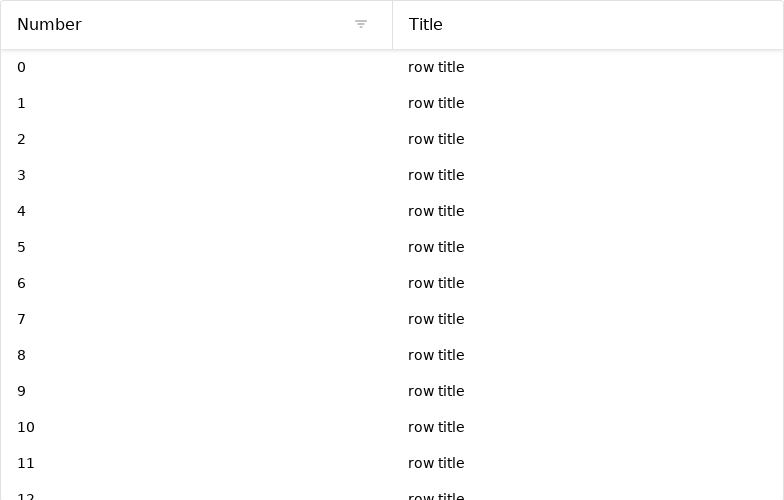 Number Title
0 row title
1 row title
2 row title
3 row title
4 row title
5 row title
6 row title
7 row title
8 row title
9 row title
10 row title
11 row title
12 row title